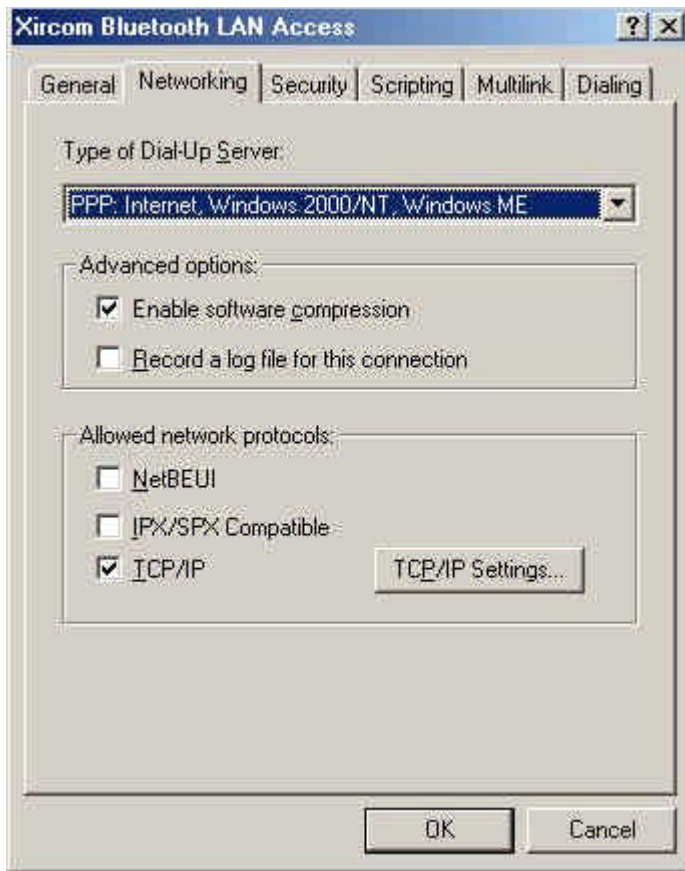 Xircom Bluetooth LAN Access
General Networking Security Scripting Multilink Dialing
Type of Dial-Up Server:
PPP: Internet, Windows 2000/NT, Windows ME
Advanced options:
Enable software compression
Record a log file for this connection
Allowed network protocols:
NetBEUI
IPX/SPX Compatible
TCP/IP TCP/IP Settings...
OK Cancel